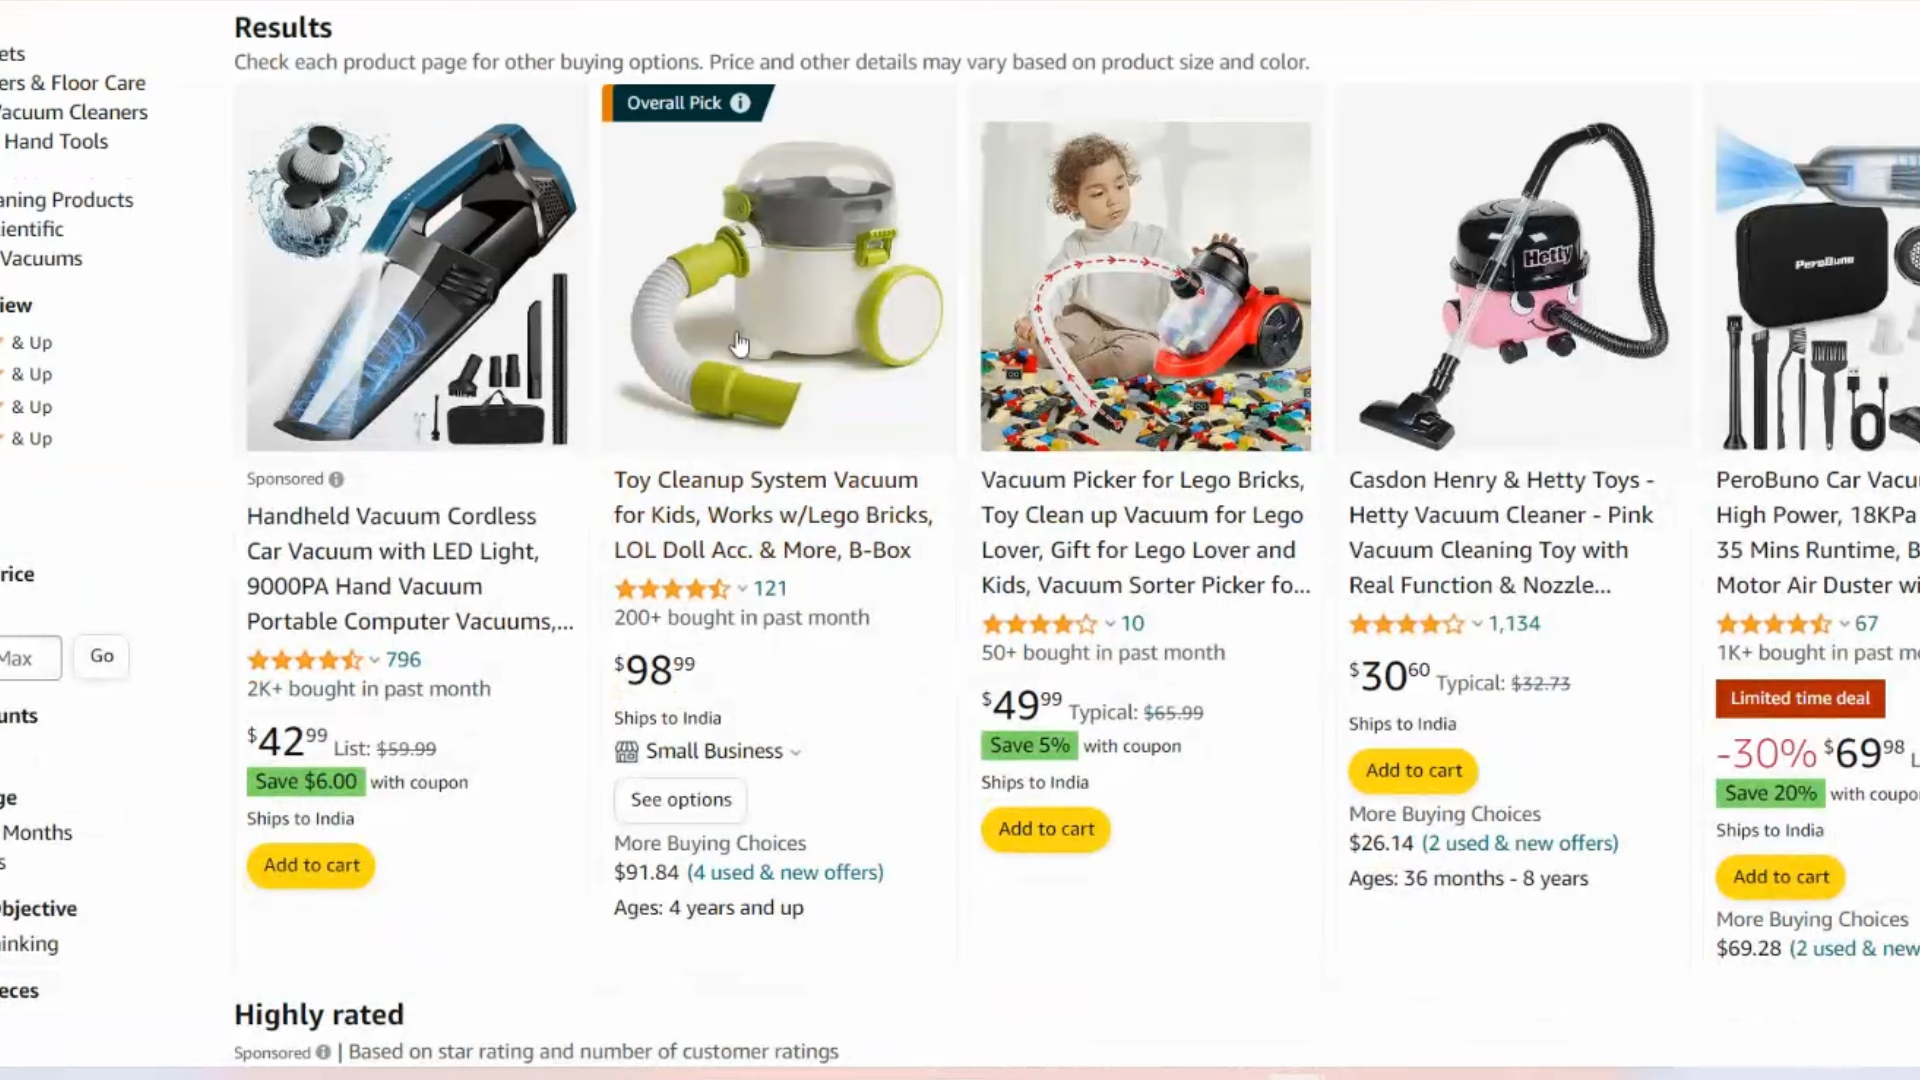 Results
Check each product page for other buying options. Price and other details may vary based on product size and color.
ets
ers & Floor Care
Vacuum Cleaners
Hand Tools
aning Products
ientific
Vacuums
iew
& Up
& Up
& Up
& Up
rice
Max
Go
unts
ge
Months
s
bjective
inking
eces
Sponsored
Handheld Vacuum Cordless
Car Vacuum with LED Light,
9000PA Hand Vacuum
Portable Computer Vacuums,...
796
2K+ bought in past month
$42.99 List: $59.99
Save $6.00 with coupon
Ships to India
Add to cart
Overall Pick
Toy Cleanup System Vacuum
for Kids, Works w/Lego Bricks,
LOL Doll Acc. & More, B-Box
121
200+ bought in past month
$98.99
Ships to India
Small Business
See options
More Buying Choices
$91.84 (4 used & new offers)
Ages: 4 years and up
Vacuum Picker for Lego Bricks,
Toy Clean up Vacuum for Lego
Lover, Gift for Lego Lover and
Kids, Vacuum Sorter Picker fo...
10
50+ bought in past month
$49.99 Typical: $65.99
Save 5% with coupon
Ships to India
Add to cart
Hetty
Casdon Henry & Hetty Toys -
Hetty Vacuum Cleaner - Pink
Vacuum Cleaning Toy with
Real Function & Nozzle...
1,134
$30.60 Typical: $32.73
Ships to India
Add to cart
More Buying Choices
$26.14 (2 used & new offers)
Ages: 36 months - 8 years
PeroBuno
PeroBuno Car Vacu
High Power, 18KPa
35 Mins Runtime, B
Motor Air Duster wi
67
1K+ bought in past m
Limited time deal
-30% $69.98 L
Save 20% with coupo
Ships to India
Add to cart
More Buying Choices
$69.28 (2 used & new
Highly rated
Sponsored | Based on star rating and number of customer ratings